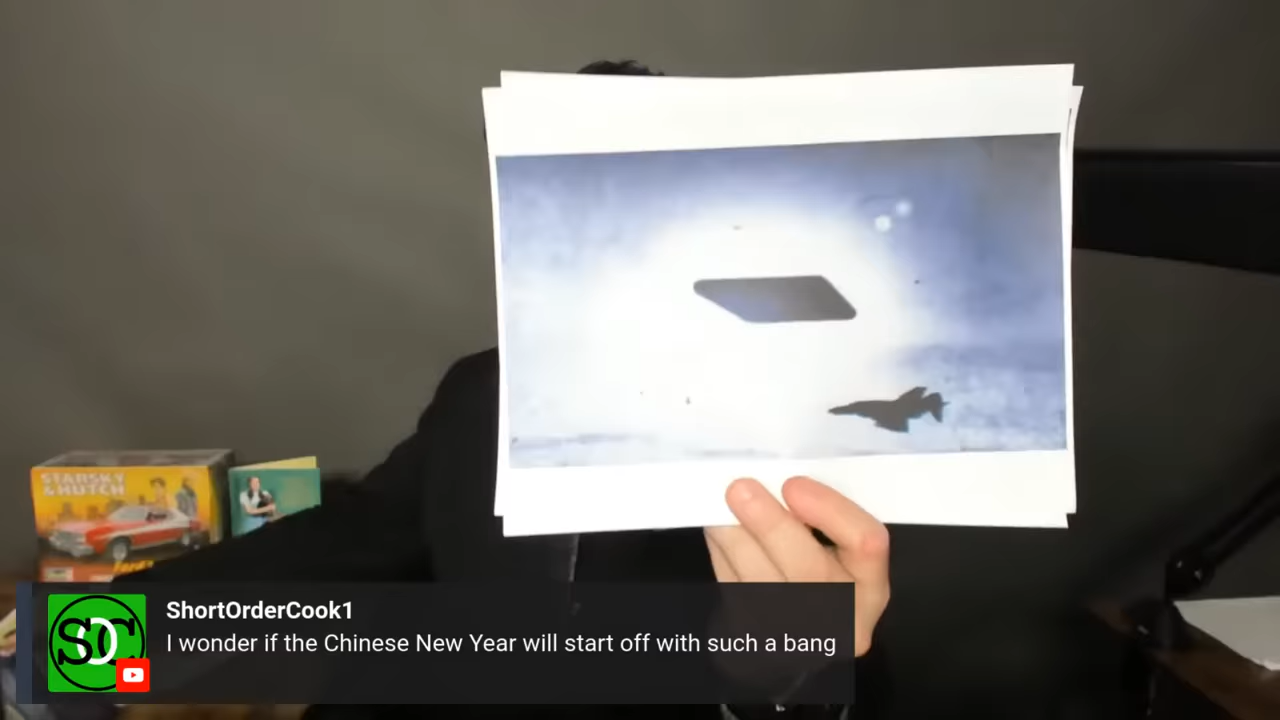 STARSKY
& HUTCH
SOC
ShortOrderCook1
I wonder if the Chinese New Year will start off with such a bang